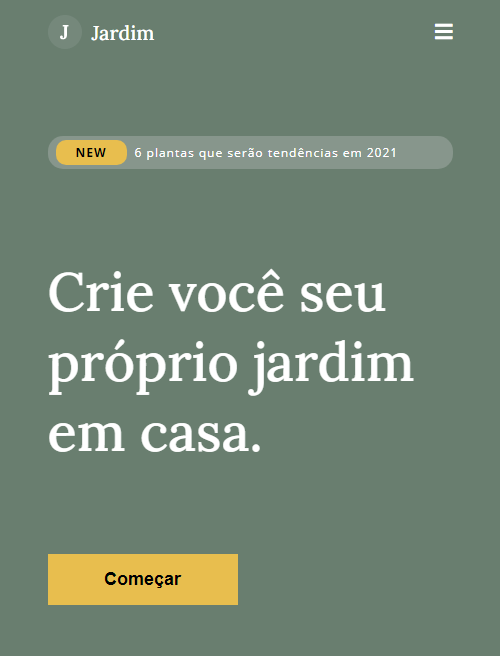 J Jardim
NEW 6 plantas que serão tendências em 2021
Crie você seu
próprio jardim
em casa.
Começar